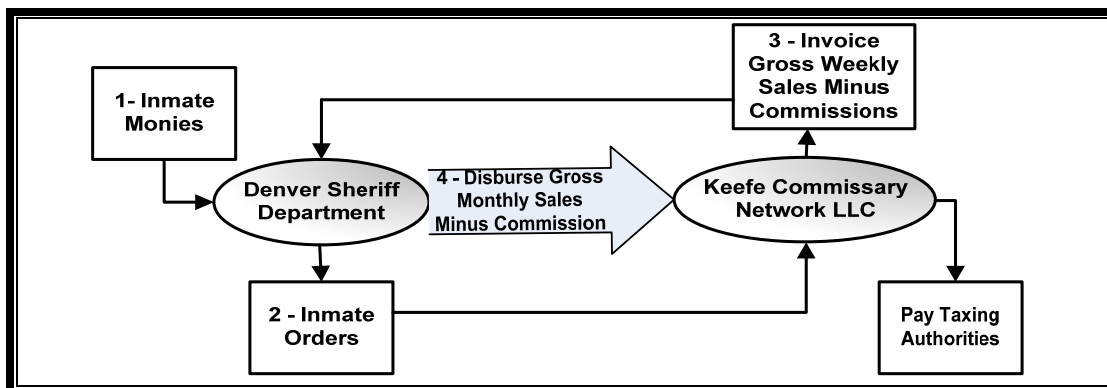 1- Inmate
Monies
3 - Invoice
Gross Weekly
Sales Minus
Commissions
Denver Sheriff
Department
4 - Disburse Gross
Monthly Sales
Minus Commission
Keefe Commissary
Network LLC
2 - Inmate
Orders
Pay Taxing
Authorities